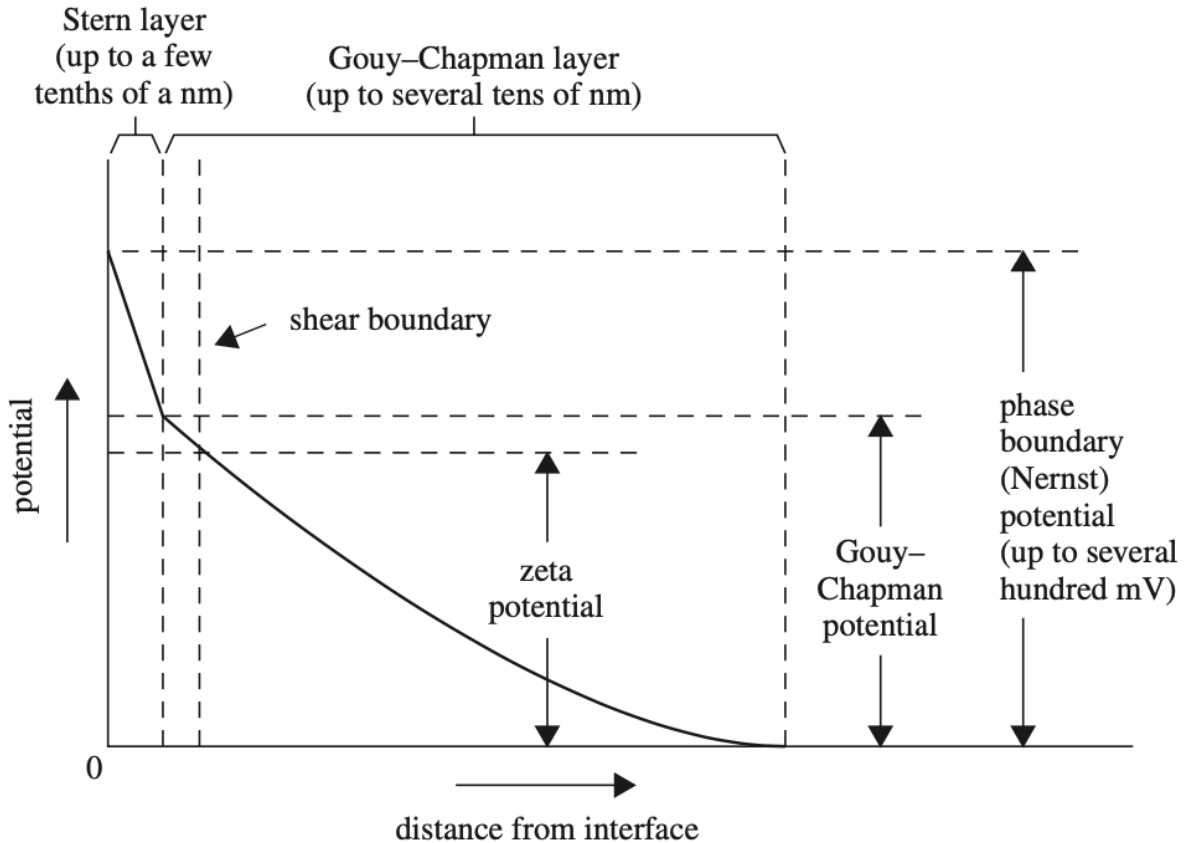 Stern layer
(up to a few
tenths of a nm)
Gouy–Chapman layer
(up to several tens of nm)
shear boundary
potential
phase
boundary
(Nernst)
potential
(up to several
hundred mV)
Gouy–
Chapman
potential
zeta
potential
0
distance from interface